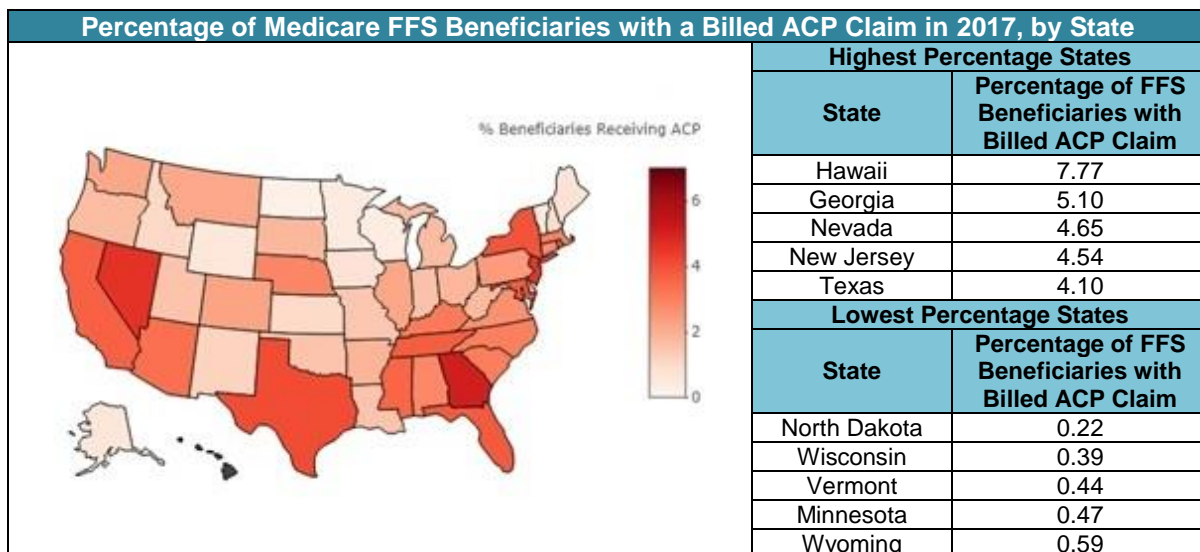 Percentage of Medicare FFS Beneficiaries with a Billed ACP Claim in 2017, by State
% Beneficiaries Receiving ACP
6
4
2
0
Highest Percentage States
State
Percentage of FFS
Beneficiaries with
Billed ACP Claim
Hawaii 7.77
Georgia 5.10
Nevada 4.65
New Jersey 4.54
Texas 4.10
Lowest Percentage States
State
Percentage of FFS
Beneficiaries with
Billed ACP Claim
North Dakota 0.22
Wisconsin 0.39
Vermont 0.44
Minnesota 0.47
Wyoming 0.59